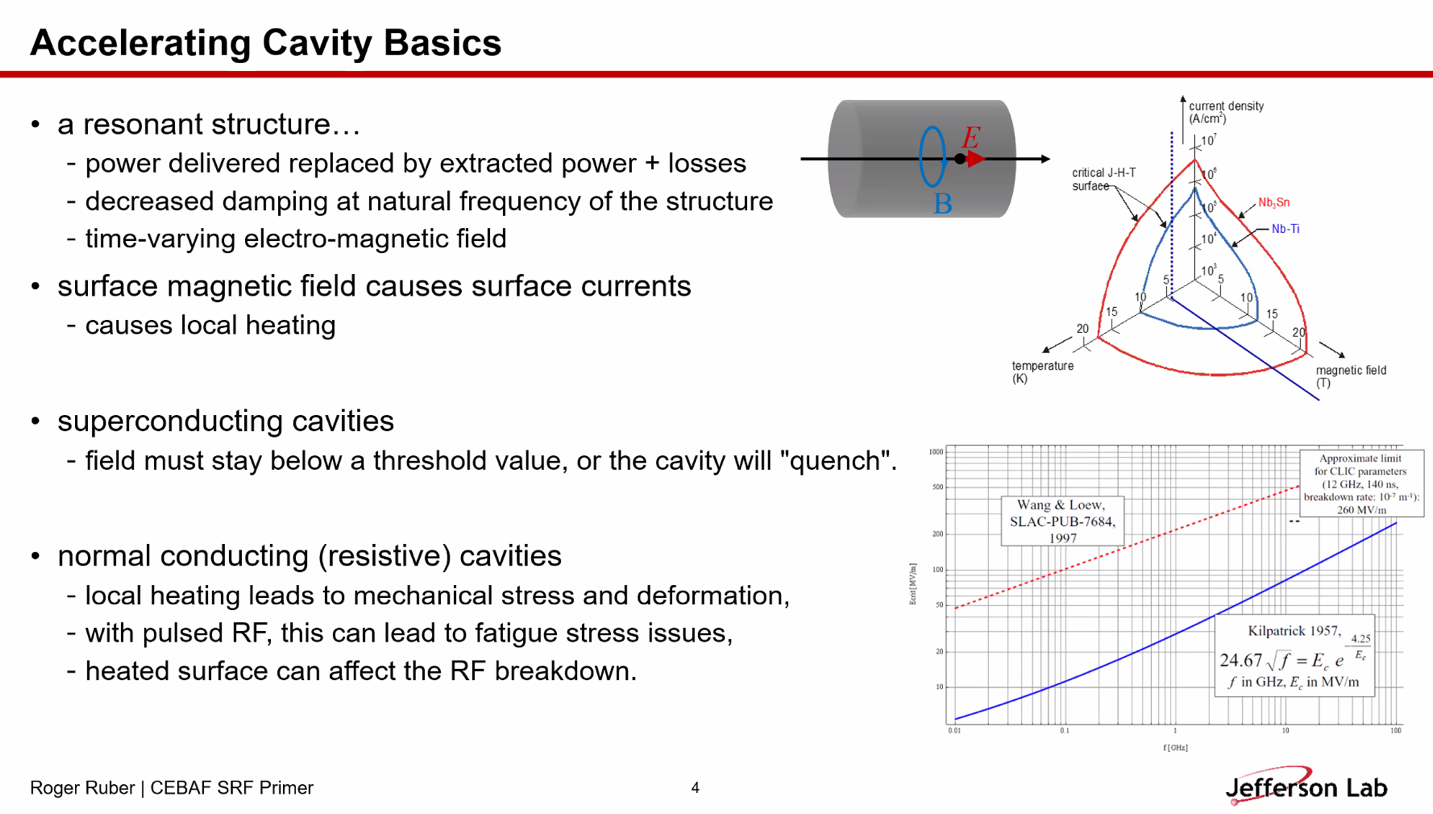 Accelerating Cavity Basics
• a resonant structure…
- power delivered replaced by extracted power + losses
- decreased damping at natural frequency of the structure
- time-varying electro-magnetic field
• surface magnetic field causes surface currents
- causes local heating
• superconducting cavities
- field must stay below a threshold value, or the cavity will "quench".
• normal conducting (resistive) cavities
- local heating leads to mechanical stress and deformation,
- with pulsed RF, this can lead to fatigue stress issues,
- heated surface can affect the RF breakdown.
E
B
current density
(A/cm²)
10⁷
10⁶
10⁵
10⁴
10³
critical J-H-T
surface
Nb₃Sn
Nb-Ti
5
10
15
20
temperature
(K)
5
10
15
20
magnetic field
(T)
1000
500
200
100
50
20
10
Ecrit[MV/m]
0.01
0.1
1
10
100
f[GHz]
Wang & Loew,
SLAC-PUB-7684,
1997
Approximate limit
for CLIC parameters
(12 GHz, 140 ns,
breakdown rate: 10⁻⁷ m⁻¹):
260 MV/m
Kilpatrick 1957,
24.67 √f = E_c e^(-4.25/E_c)
f in GHz, E_c in MV/m
Roger Ruber | CEBAF SRF Primer
4
Jefferson Lab